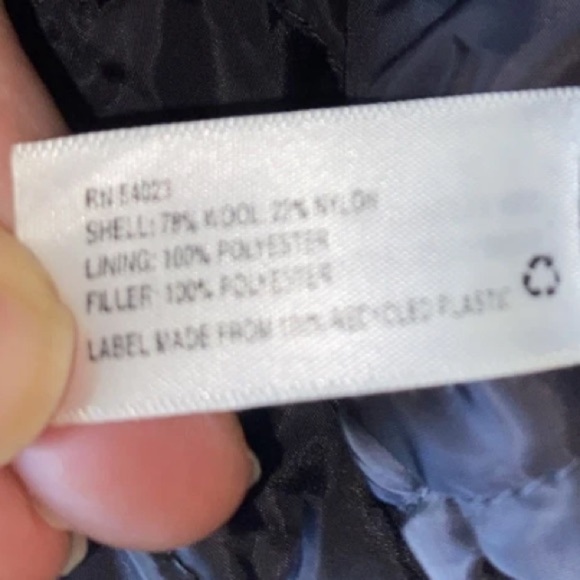 RN 54023
SHELL: 78% WOOL 22% NYLON
LINING: 100% POLYESTER
FILLER 100% POLYESTER
LABEL MADE FROM 100% RECYCLED PLASTIC